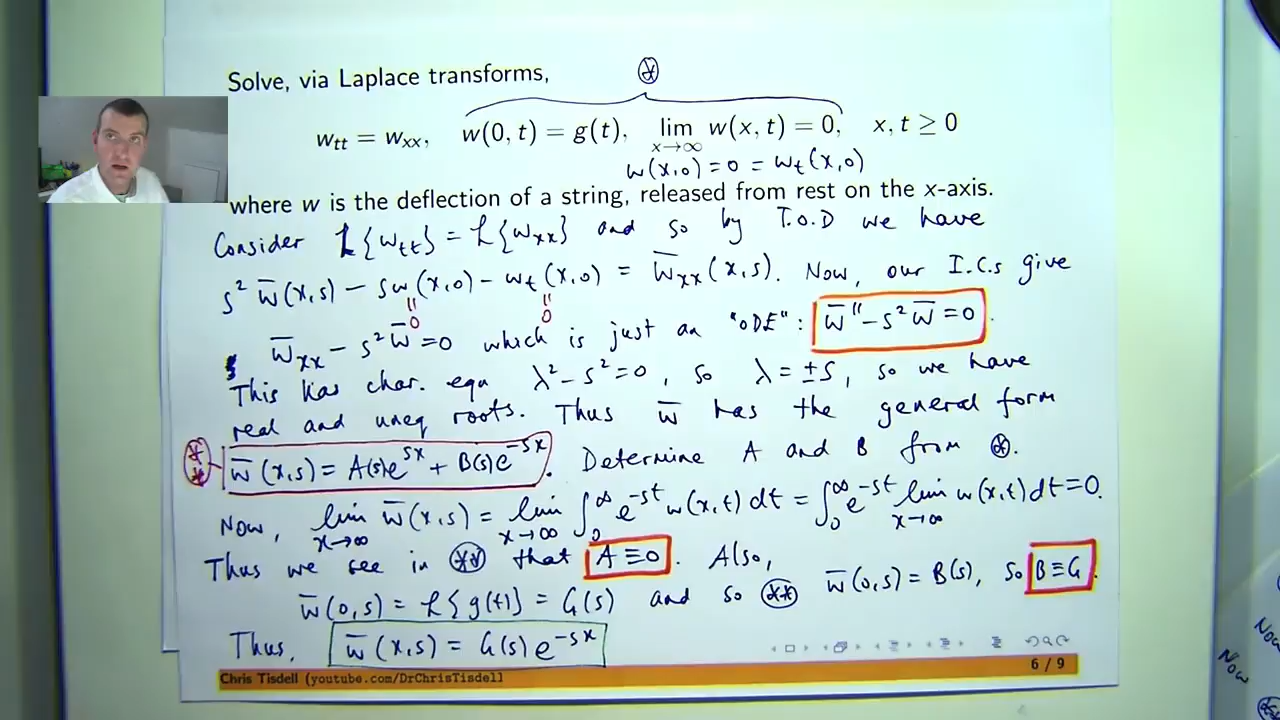 Solve, via Laplace transforms, ⊛
w_tt = w_xx, w(0, t) = g(t), lim_{x→∞} w(x, t) = 0, x, t ≥ 0
w(x,0) = 0 = w_t(x,0)
where w is the deflection of a string, released from rest on the x-axis.
Consider ℒ{w_tt} = ℒ{w_xx} and so by T.O.D we have
s² w̄(x,s) − sw(x,0) − w_t(x,0) = w̄_xx(x,s). Now, our I.C.s give
" "
0 0
w̄_xx − s² w̄ = 0 which is just an "ODE": w̄'' − s² w̄ = 0.
This has char. equ λ² − s² = 0, so λ = ±s, so we have
real and uneq roots. Thus w̄ has the general form
** w̄(x,s) = A(s)e^{sx} + B(s)e^{−sx}. Determine A and B from ⊛.
Now, lim_{x→∞} w̄(x,s) = lim_{x→∞} ∫_0^∞ e^{−st} w(x,t) dt = ∫_0^∞ e^{−st} lim_{x→∞} w(x,t) dt = 0.
Thus we see in ** that A ≡ 0. Also,
w̄(0,s) = ℒ{g(t)} = G(s) and so ** w̄(0,s) = B(s), so B ≡ G.
Thus, w̄(x,s) = G(s) e^{−sx}
6 / 9
Chris Tisdell (youtube.com/DrChrisTisdell
Now
Now